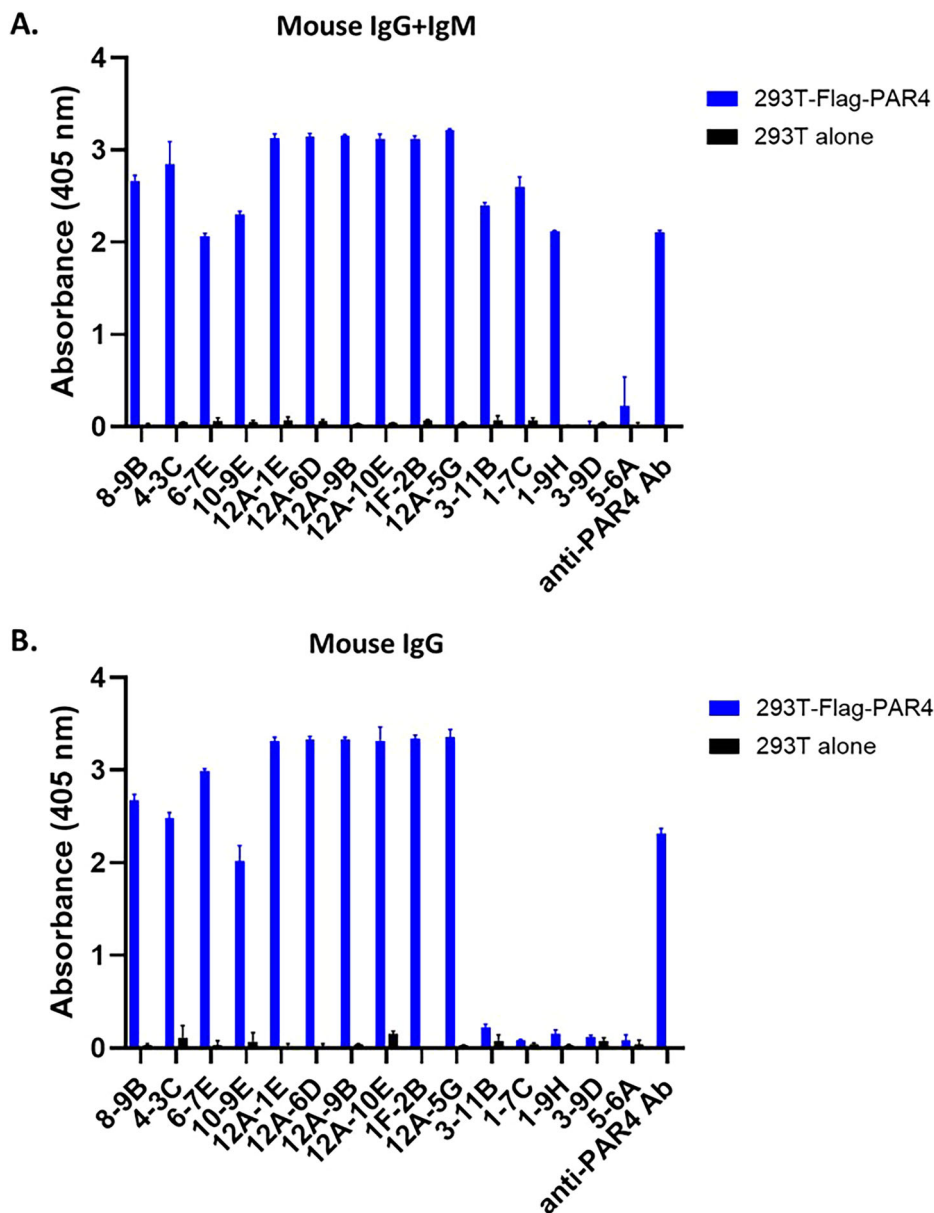 A.
Mouse IgG+IgM
Absorbance (405 nm)
4
3
2
1
0
293T-Flag-PAR4
293T alone
8-9B
4-3C
6-7E
10-9E
12A-1E
12A-6D
12A-9B
12A-10E
1F-2B
12A-5G
3-11B
1-7C
1-9H
3-9D
5-6A
anti-PAR4 Ab
B.
Mouse IgG
Absorbance (405 nm)
4
3
2
1
0
293T-Flag-PAR4
293T alone
8-9B
4-3C
6-7E
10-9E
12A-1E
12A-6D
12A-9B
12A-10E
1F-2B
12A-5G
3-11B
1-7C
1-9H
3-9D
5-6A
anti-PAR4 Ab